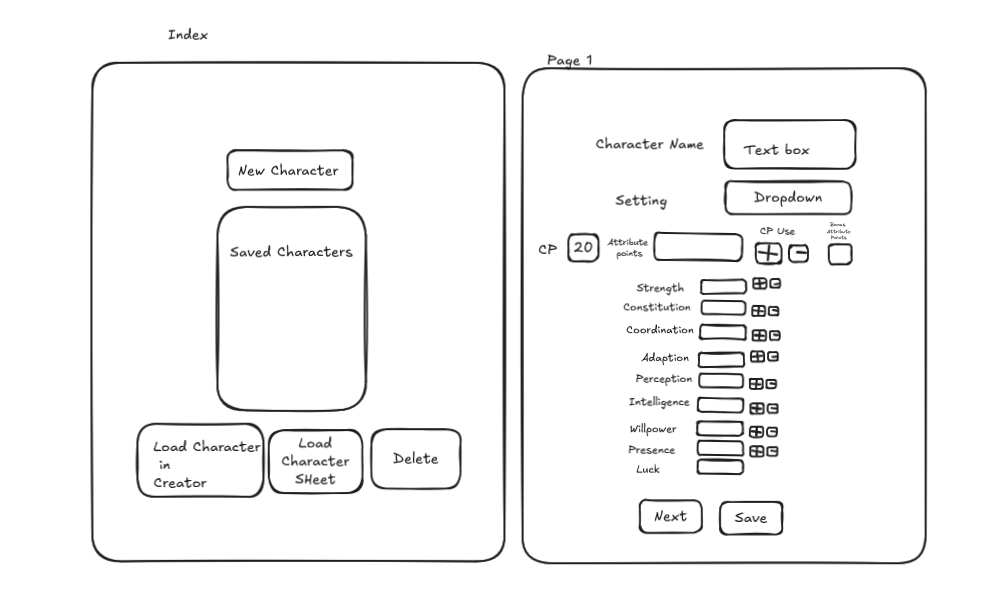 Index
New Character
Saved Characters
Load Character
in
Creator
Load
Character
SHeet
Delete
Page 1
Character Name
Text box
Setting
Dropdown
CP
20
Attribute
points
CP Use
+
-
Bonus
Attribute
Points
Strength
+ -
Constitution
+ -
Coordination
+ -
Adaption
+ -
Perception
+ -
Intelligence
+ -
Willpower
+ -
Presence
+ -
Luck
Next
Save